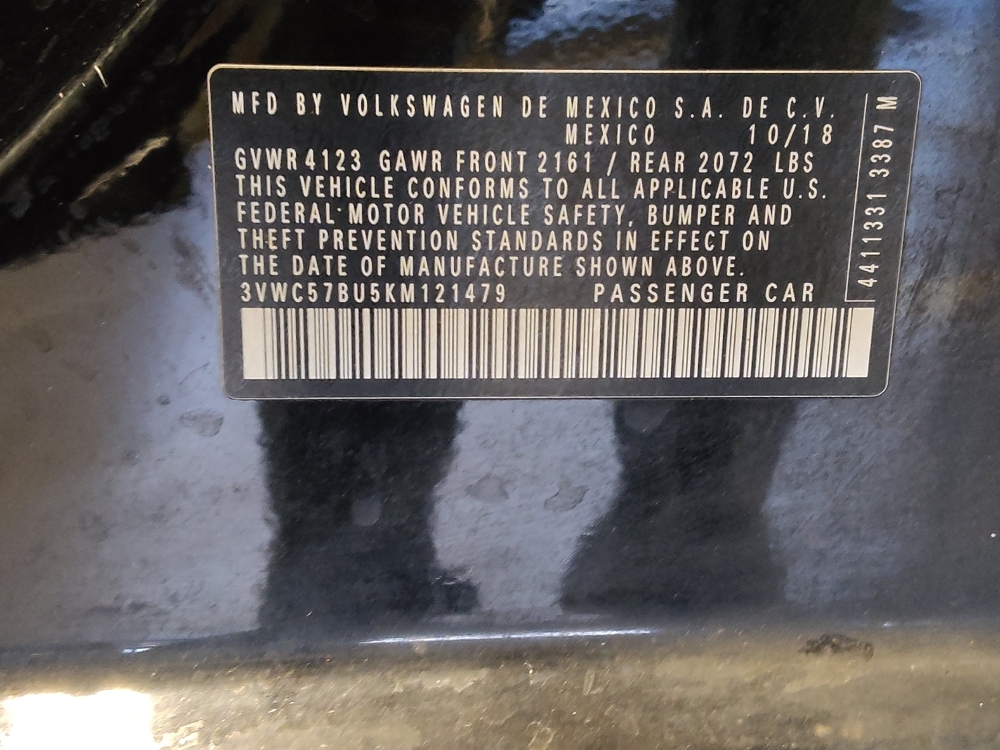 MFD BY VOLKSWAGEN DE MEXICO S.A. DE C.V.
MEXICO 10/18
GVWR 4123 GAWR FRONT 2161 / REAR 2072 LBS
THIS VEHICLE CONFORMS TO ALL APPLICABLE U.S.
FEDERAL MOTOR VEHICLE SAFETY, BUMPER AND
THEFT PREVENTION STANDARDS IN EFFECT ON
THE DATE OF MANUFACTURE SHOWN ABOVE.
3VWC57BU5KM121479 PASSENGER CAR
4411331 3387 M